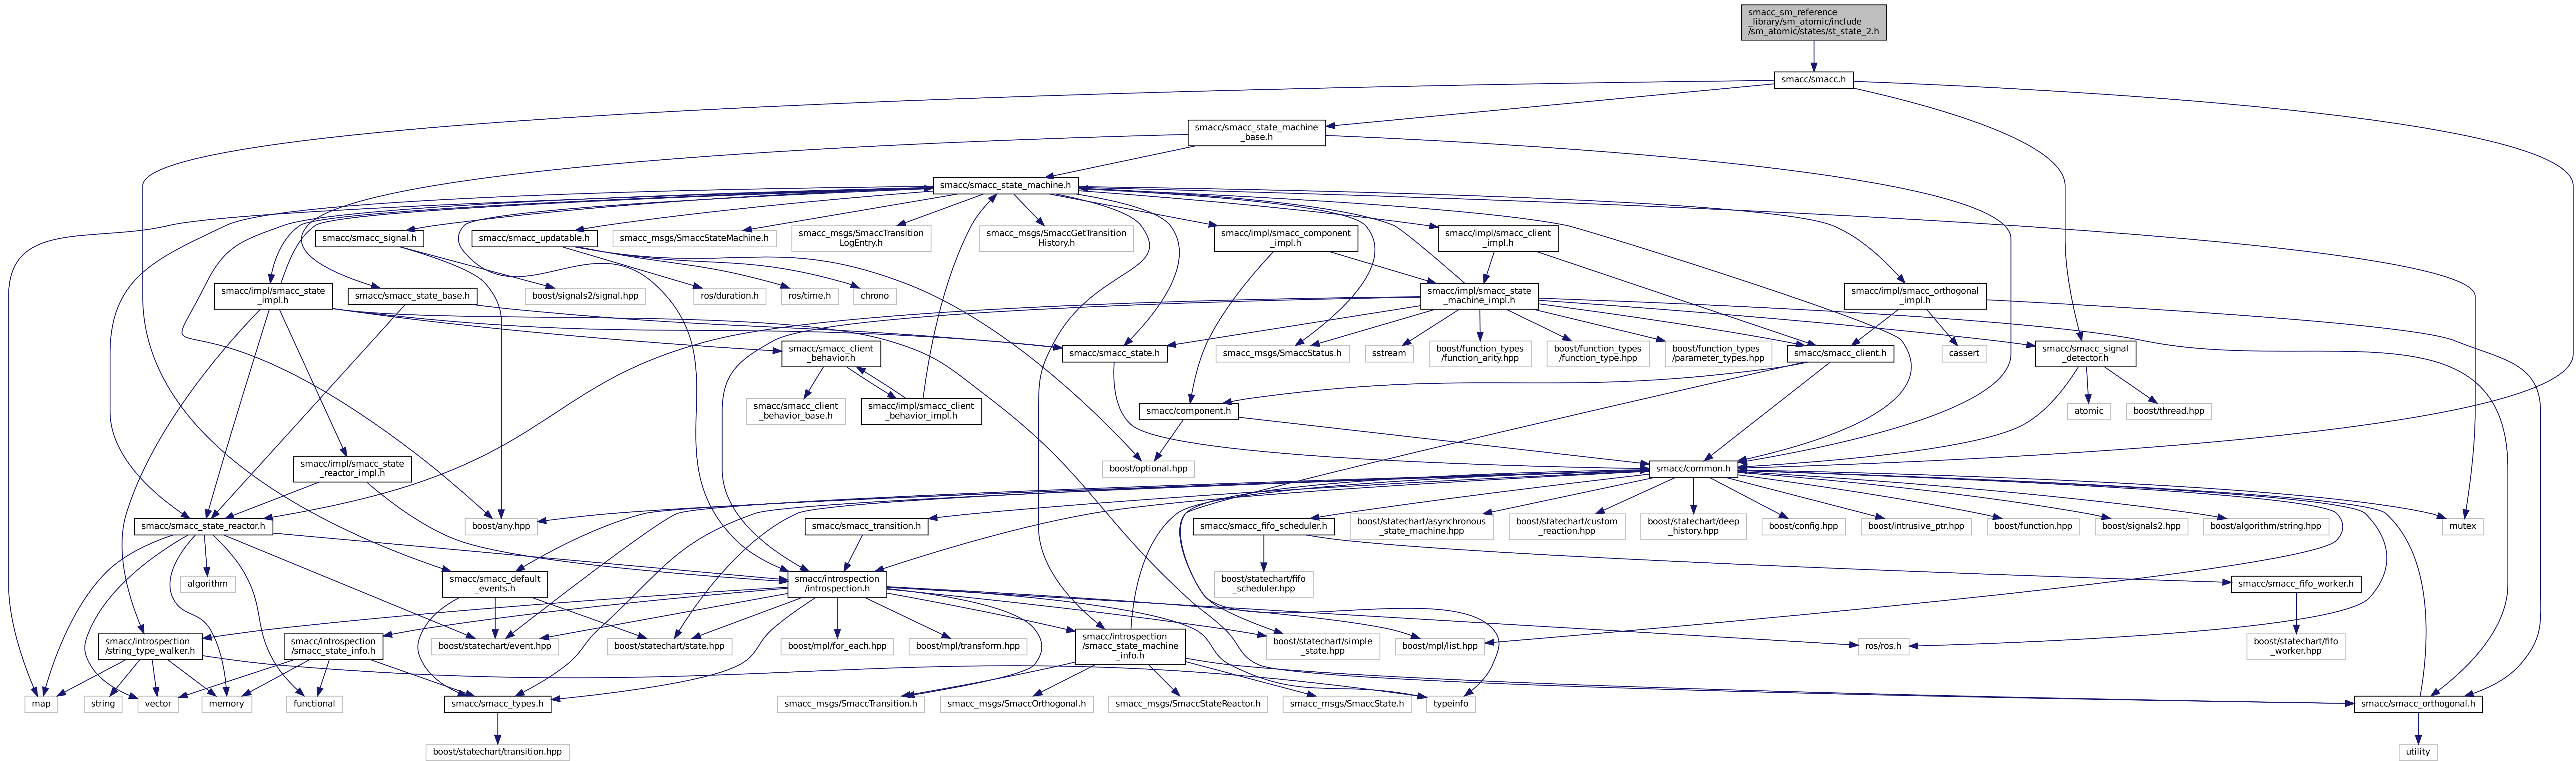 smacc_sm_reference
_library/sm_atomic/include
/sm_atomic/states/st_state_2.h
smacc/smacc.h
smacc/smacc_state_machine
_base.h
smacc/smacc_state_machine.h
smacc/smacc_signal.h
smacc/smacc_updatable.h
smacc_msgs/SmaccStateMachine.h
smacc_msgs/SmaccTransition
LogEntry.h
smacc_msgs/SmaccGetTransition
History.h
smacc/impl/smacc_component
_impl.h
smacc/impl/smacc_client
_impl.h
smacc/impl/smacc_state
_impl.h
smacc/smacc_state_base.h
boost/signals2/signal.hpp
ros/duration.h
ros/time.h
chrono
smacc/impl/smacc_state
_machine_impl.h
smacc/impl/smacc_orthogonal
_impl.h
smacc/smacc_client
_behavior.h
smacc/smacc_state.h
smacc_msgs/SmaccStatus.h
sstream
boost/function_types
/function_arity.hpp
boost/function_types
/function_type.hpp
boost/function_types
/parameter_types.hpp
smacc/smacc_client.h
cassert
smacc/smacc_signal
_detector.h
smacc/smacc_client
_behavior_base.h
smacc/impl/smacc_client
_behavior_impl.h
smacc/component.h
atomic
boost/thread.hpp
smacc/impl/smacc_state
_reactor_impl.h
boost/optional.hpp
smacc/common.h
smacc/smacc_state_reactor.h
boost/any.hpp
smacc/smacc_transition.h
smacc/smacc_fifo_scheduler.h
boost/statechart/asynchronous
_state_machine.hpp
boost/statechart/custom
_reaction.hpp
boost/statechart/deep
_history.hpp
boost/config.hpp
boost/intrusive_ptr.hpp
boost/function.hpp
boost/signals2.hpp
boost/algorithm/string.hpp
mutex
algorithm
smacc/smacc_default
_events.h
smacc/introspection
/introspection.h
boost/statechart/fifo
_scheduler.hpp
smacc/smacc_fifo_worker.h
smacc/introspection
/string_type_walker.h
smacc/introspection
/smacc_state_info.h
boost/statechart/event.hpp
boost/statechart/state.hpp
boost/mpl/for_each.hpp
boost/mpl/transform.hpp
smacc/introspection
/smacc_state_machine
_info.h
boost/statechart/simple
_state.hpp
boost/mpl/list.hpp
ros/ros.h
boost/statechart/fifo
_worker.hpp
map
string
vector
memory
functional
smacc/smacc_types.h
smacc_msgs/SmaccTransition.h
smacc_msgs/SmaccOrthogonal.h
smacc_msgs/SmaccStateReactor.h
smacc_msgs/SmaccState.h
typeinfo
smacc/smacc_orthogonal.h
boost/statechart/transition.hpp
utility